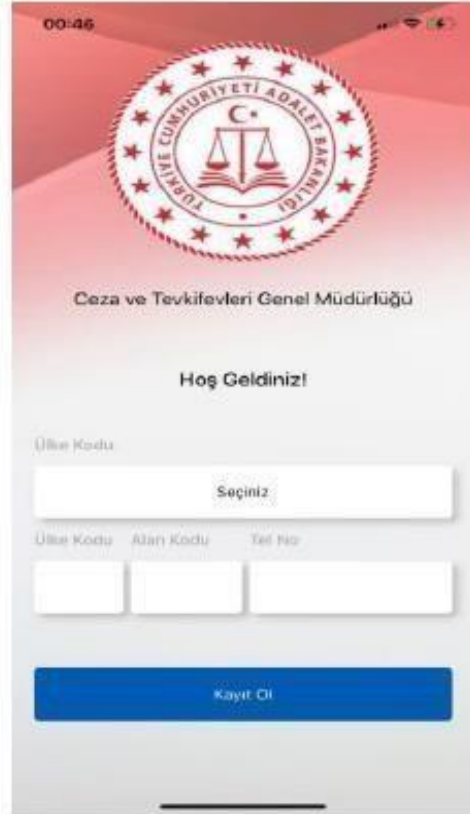 00:46
TÜRKİYE CUMHURİYETİ ADALET BAKANLIĞI
Ceza ve Tevkifevleri Genel Müdürlüğü
Hoş Geldiniz!
Ülke Kodu
Seçiniz
Ülke Kodu Alan Kodu Tel No
Kayıt Ol